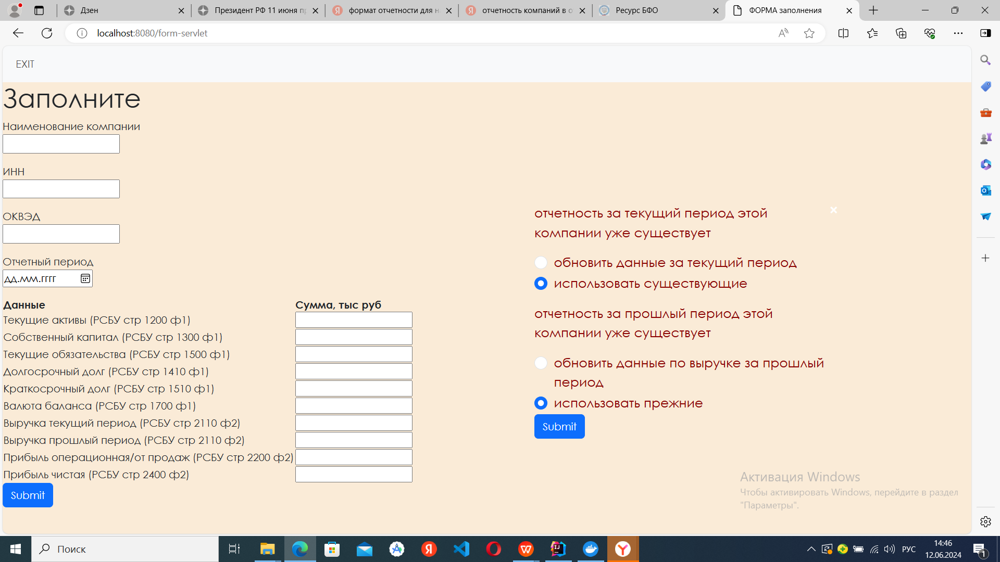 Дзен
Президент РФ 11 июня
формат отчетности для
отчетность компаний в
Ресурс БФО
ФОРМА заполнения
localhost:8080/form-servlet
EXIT
Заполните
Наименование компании
ИНН
ОКВЭД
Отчетный период
дд.мм.гггг
Данные Сумма, тыс руб
Текущие активы (РСБУ стр 1200 ф1)
Собственный капитал (РСБУ стр 1300 ф1)
Текущие обязательства (РСБУ стр 1500 ф1)
Долгосрочный долг (РСБУ стр 1410 ф1)
Краткосрочный долг (РСБУ стр 1510 ф1)
Валюта баланса (РСБУ стр 1700 ф1)
Выручка текущий период (РСБУ стр 2110 ф2)
Выручка прошлый период (РСБУ стр 2110 ф2)
Прибыль операционная/от продаж (РСБУ стр 2200 ф2)
Прибыль чистая (РСБУ стр 2400 ф2)
Submit
отчетность за текущий период этой
компании уже существует
обновить данные за текущий период
использовать существующие
отчетность за прошлый период этой
компании уже существует
обновить данные по выручке за прошлый
период
использовать прежние
Submit
Активация Windows
Чтобы активировать Windows, перейдите в раздел
"Параметры".
Поиск
РУС
14:46
12.06.2024
1